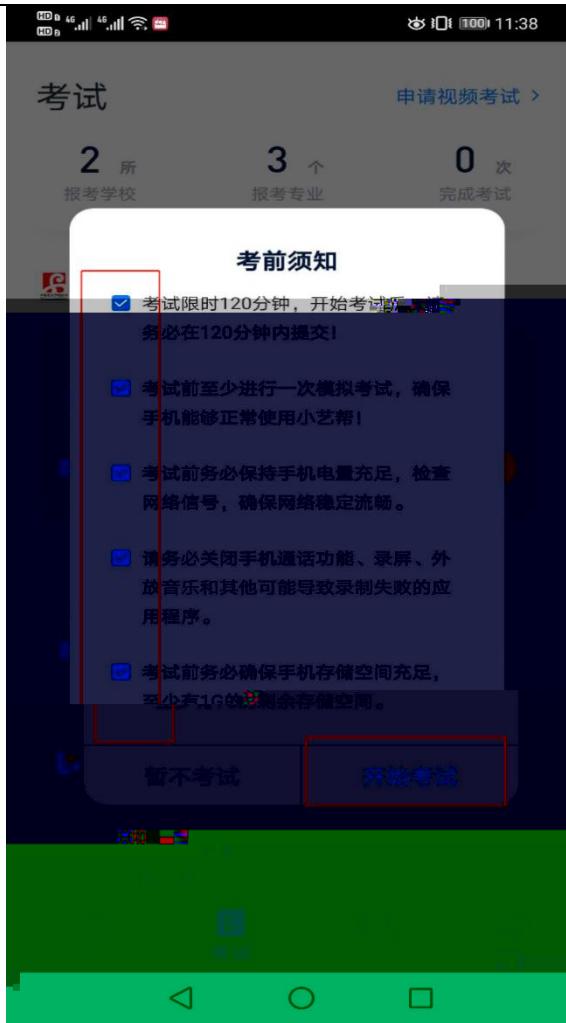 11:38
考试
申请视频考试 >
2 所
3 个
0 次
报考学校
报考专业
完成考试
考前须知
考试限时120分钟，开始考试后，请
务必在120分钟内提交！
考试前至少进行一次模拟考试，确保
手机能够正常使用小艺帮！
考试前务必保持手机电量充足，检查
网络信号，确保网络稳定流畅。
请务必关闭手机通话功能、录屏、外
放音乐和其他可能导致录制失败的应
用程序。
考试前务必确保手机存储空间充足，
至少有1G的剩余存储空间。
暂不考试
开始考试
考试